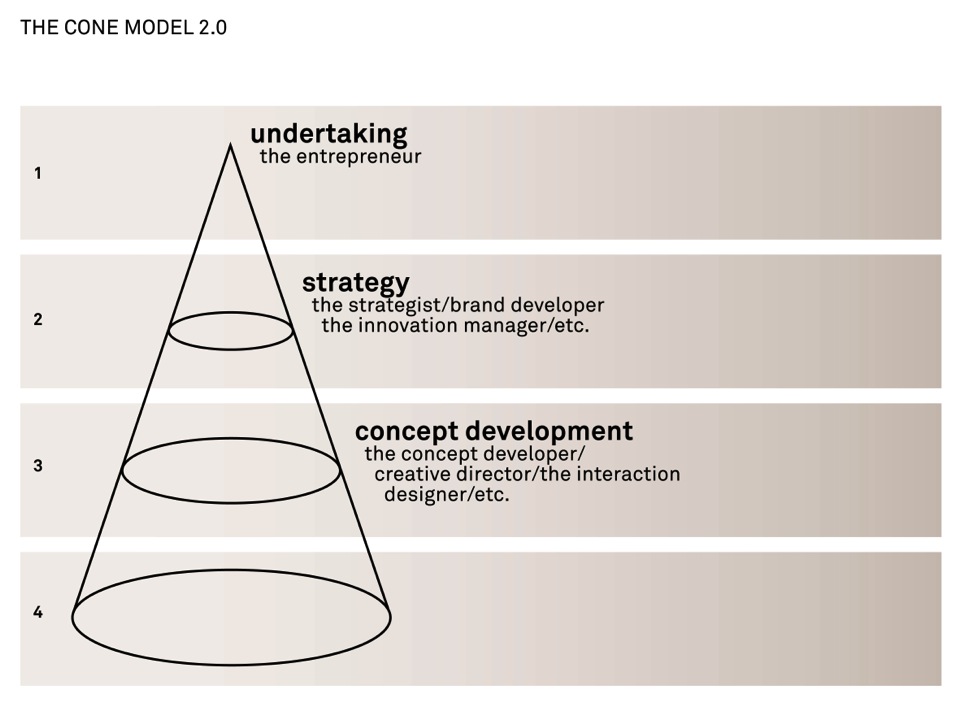 THE CONE MODEL 2.0
1
undertaking
the entrepreneur
2
strategy
the strategist/brand developer
the innovation manager/etc.
3
concept development
the concept developer/
creative director/the interaction
designer/etc.
4